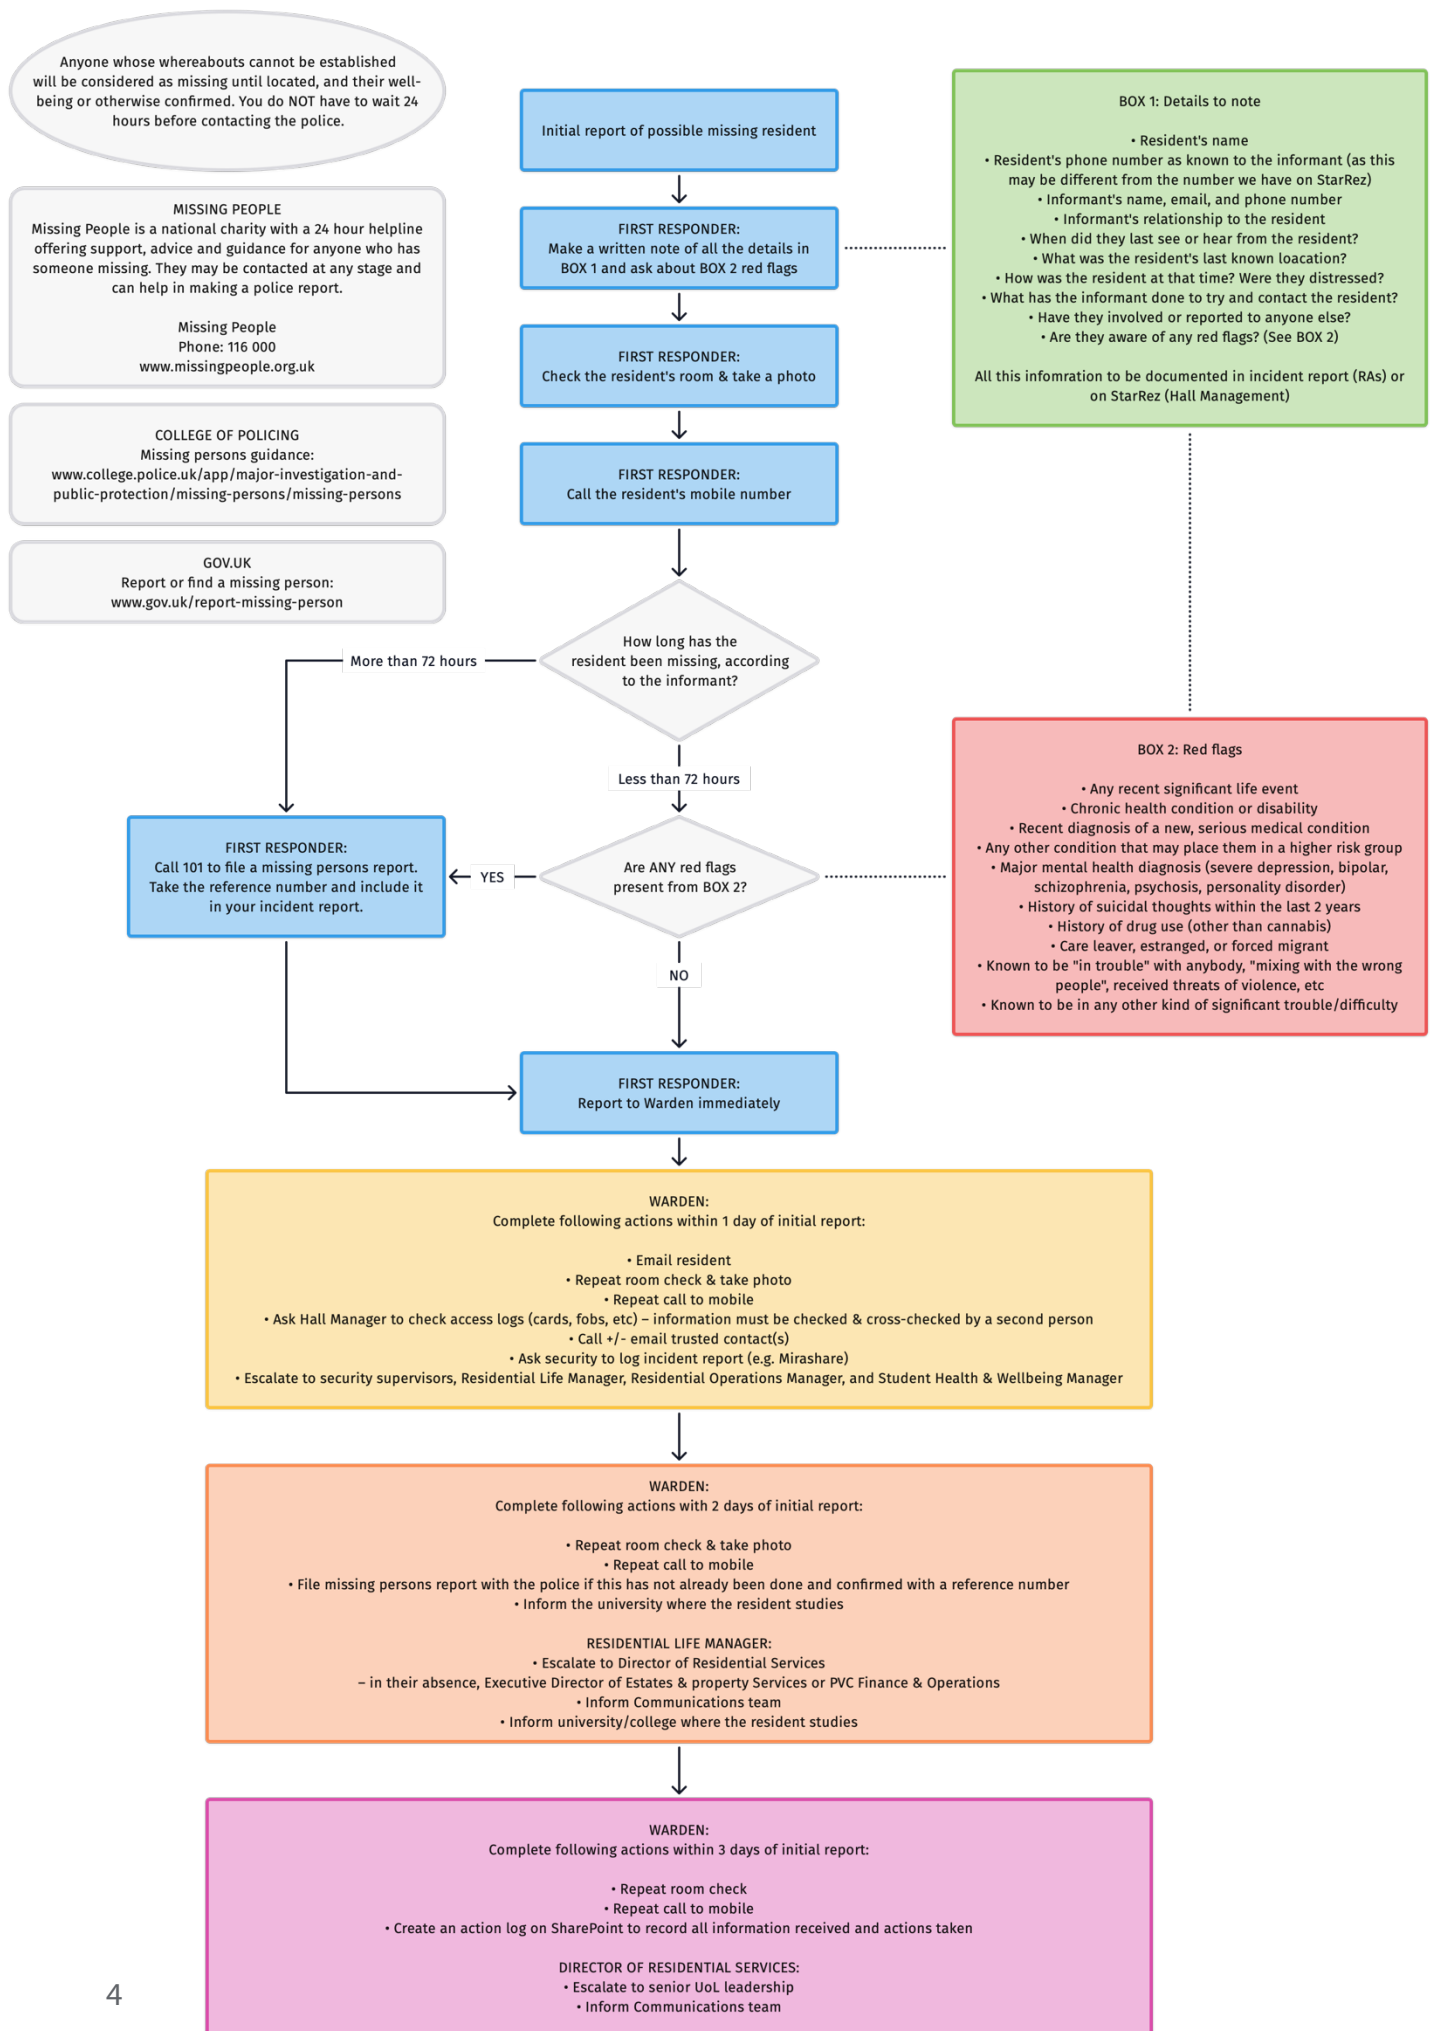 Anyone whose whereabouts cannot be established
will be considered as missing until located, and their well-
being or otherwise confirmed. You do NOT have to wait 24
hours before contacting the police.
MISSING PEOPLE
Missing People is a national charity with a 24 hour helpline
offering support, advice and guidance for anyone who has
someone missing. They may be contacted at any stage and
can help in making a police report.
Missing People
Phone: 116 000
www.missingpeople.org.uk
COLLEGE OF POLICING
Missing persons guidance:
www.college.police.uk/app/major-investigation-and-
public-protection/missing-persons/missing-persons
GOV.UK
Report or find a missing person:
www.gov.uk/report-missing-person
Initial report of possible missing resident
FIRST RESPONDER:
Make a written note of all the details in
BOX 1 and ask about BOX 2 red flags
FIRST RESPONDER:
Check the resident's room & take a photo
FIRST RESPONDER:
Call the resident's mobile number
BOX 1: Details to note
• Resident's name
• Resident's phone number as known to the informant (as this
may be different from the number we have on StarRez)
• Informant's name, email, and phone number
• Informant's relationship to the resident
• When did they last see or hear from the resident?
• What was the resident's last known loacation?
• How was the resident at that time? Were they distressed?
• What has the informant done to try and contact the resident?
• Have they involved or reported to anyone else?
• Are they aware of any red flags? (See BOX 2)
All this infomration to be documented in incident report (RAs) or
on StarRez (Hall Management)
How long has the
resident been missing, according
to the informant?
More than 72 hours
Less than 72 hours
FIRST RESPONDER:
Call 101 to file a missing persons report.
Take the reference number and include it
in your incident report.
YES
Are ANY red flags
present from BOX 2?
NO
BOX 2: Red flags
• Any recent significant life event
• Chronic health condition or disability
• Recent diagnosis of a new, serious medical condition
• Any other condition that may place them in a higher risk group
• Major mental health diagnosis (severe depression, bipolar,
schizophrenia, psychosis, personality disorder)
• History of suicidal thoughts within the last 2 years
• History of drug use (other than cannabis)
• Care leaver, estranged, or forced migrant
• Known to be "in trouble" with anybody, "mixing with the wrong
people", received threats of violence, etc
• Known to be in any other kind of significant trouble/difficulty
FIRST RESPONDER:
Report to Warden immediately
WARDEN:
Complete following actions within 1 day of initial report:
• Email resident
• Repeat room check & take photo
• Repeat call to mobile
• Ask Hall Manager to check access logs (cards, fobs, etc) – information must be checked & cross-checked by a second person
• Call +/- email trusted contact(s)
• Ask security to log incident report (e.g. Mirashare)
• Escalate to security supervisors, Residential Life Manager, Residential Operations Manager, and Student Health & Wellbeing Manager
WARDEN:
Complete following actions with 2 days of initial report:
• Repeat room check & take photo
• Repeat call to mobile
• File missing persons report with the police if this has not already been done and confirmed with a reference number
• Inform the university where the resident studies
RESIDENTIAL LIFE MANAGER:
• Escalate to Director of Residential Services
– in their absence, Executive Director of Estates & property Services or PVC Finance & Operations
• Inform Communications team
• Inform university/college where the resident studies
WARDEN:
Complete following actions within 3 days of initial report:
• Repeat room check
• Repeat call to mobile
• Create an action log on SharePoint to record all information received and actions taken
DIRECTOR OF RESIDENTIAL SERVICES:
• Escalate to senior UoL leadership
• Inform Communications team
4